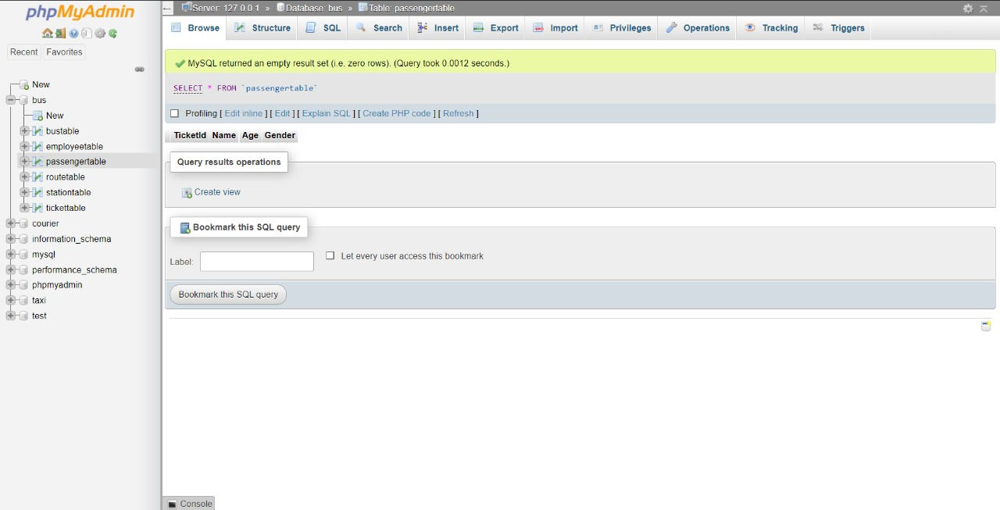 phpMyAdmin
Recent Favorites
New
bus
New
bustable
employeetable
passengertable
routetable
stationtable
tickettable
courier
information_schema
mysql
performance_schema
phpmyadmin
taxi
test
Server: 127.0.0.1 » Database: bus » Table: passengertable
Browse Structure SQL Search Insert Export Import Privileges Operations Tracking Triggers
MySQL returned an empty result set (i.e. zero rows). (Query took 0.0012 seconds.)
SELECT * FROM `passengertable`
Profiling [ Edit inline ] [ Edit ] [ Explain SQL ] [ Create PHP code ] [ Refresh ]
TicketId Name Age Gender
Query results operations
Create view
Bookmark this SQL query
Label: Let every user access this bookmark
Bookmark this SQL query
Console